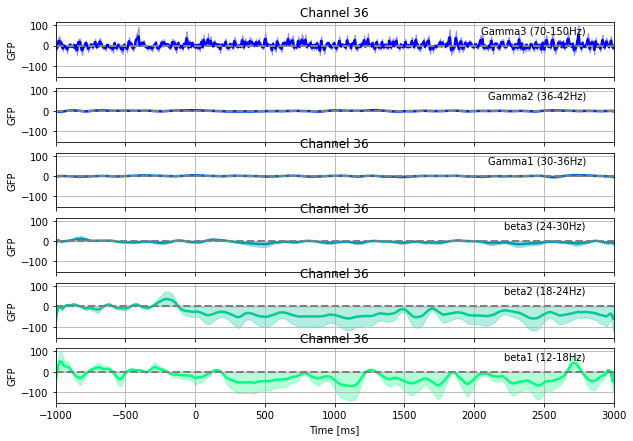 Channel 36
100
0
−100
GFP
Gamma3 (70-150Hz)
Channel 36
100
0
−100
GFP
Gamma2 (36-42Hz)
Channel 36
100
0
−100
GFP
Gamma1 (30-36Hz)
Channel 36
100
0
−100
GFP
beta3 (24-30Hz)
Channel 36
100
0
−100
GFP
beta2 (18-24Hz)
Channel 36
100
0
−100
GFP
beta1 (12-18Hz)
−1000 −500 0 500 1000 1500 2000 2500 3000
Time [ms]